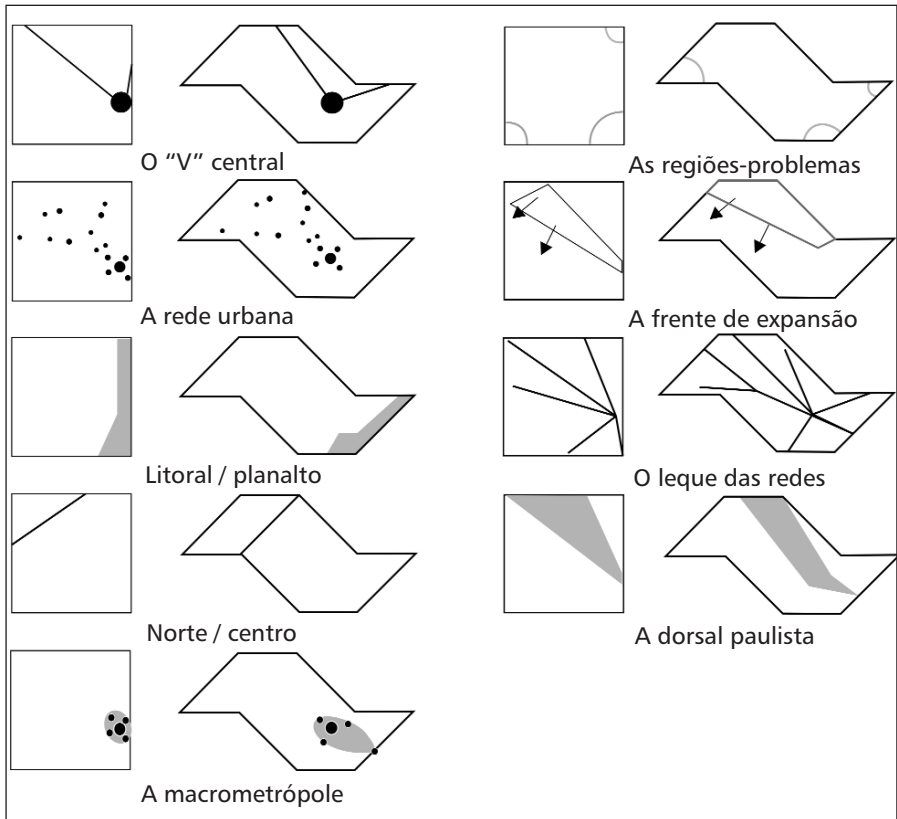 O “V” central
As regiões-problemas
A rede urbana
A frente de expansão
Litoral / planalto
O leque das redes
Norte / centro
A dorsal paulista
A macrometrópole